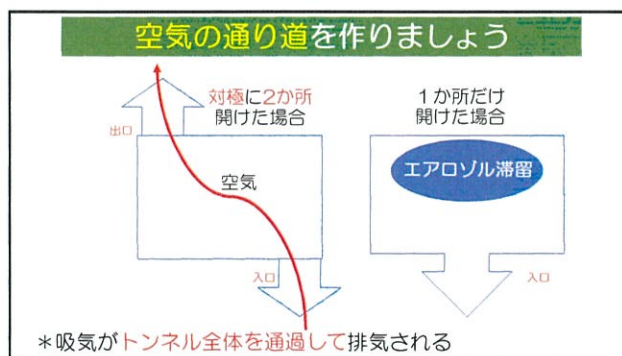 空気の通り道を作りましょう
対極に2か所
開けた場合
出口
空気
入口
1か所だけ
開けた場合
エアロゾル滞留
入口
*吸気がトンネル全体を通過して排気される